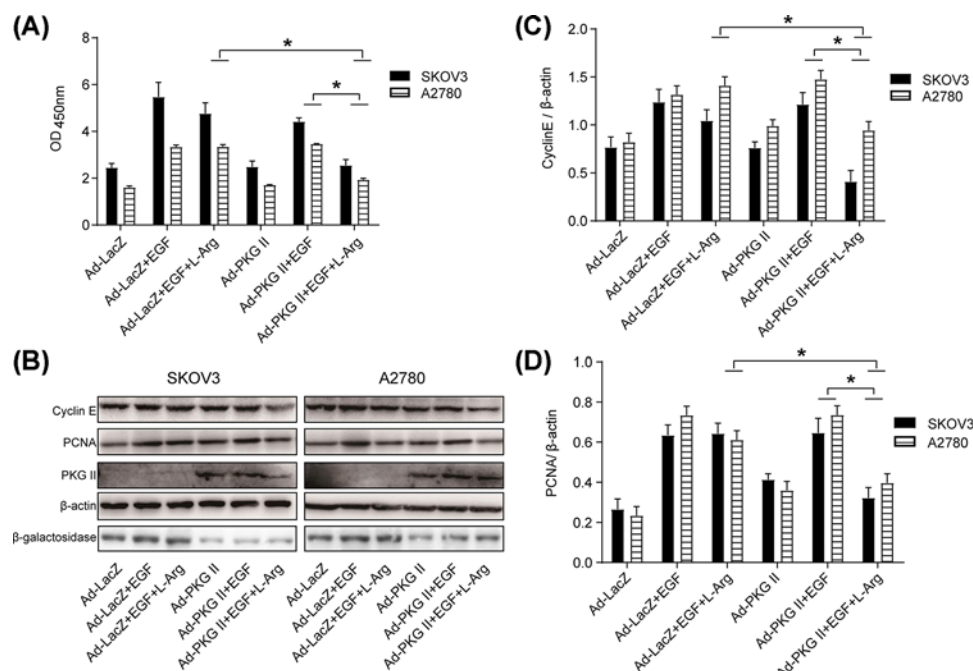 (A)
8
6
4
2
0
OD 450nm
*
*
SKOV3
A2780
Ad-LacZ
Ad-LacZ+EGF
Ad-LacZ+EGF+L-Arg
Ad-PKG II
Ad-PKG II+EGF
Ad-PKG II+EGF+L-Arg
(C)
2.0
1.5
1.0
0.5
0.0
CyclinE / β-actin
*
*
SKOV3
A2780
Ad-LacZ
Ad-LacZ+EGF
Ad-LacZ+EGF+L-Arg
Ad-PKG II
Ad-PKG II+EGF
Ad-PKG II+EGF+L-Arg
(B)
SKOV3
A2780
Cyclin E
PCNA
PKG II
β-actin
β-galactosidase
Ad-LacZ
Ad-LacZ+EGF
Ad-LacZ+EGF+L-Arg
Ad-PKG II
Ad-PKG II+EGF
Ad-PKG II+EGF+L-Arg
Ad-LacZ
Ad-LacZ+EGF
Ad-LacZ+EGF+L-Arg
Ad-PKG II
Ad-PKG II+EGF
Ad-PKG II+EGF+L-Arg
(D)
1.0
0.8
0.6
0.4
0.2
0.0
PCNA/ β-actin
*
*
SKOV3
A2780
Ad-LacZ
Ad-LacZ+EGF
Ad-LacZ+EGF+L-Arg
Ad-PKG II
Ad-PKG II+EGF
Ad-PKG II+EGF+L-Arg